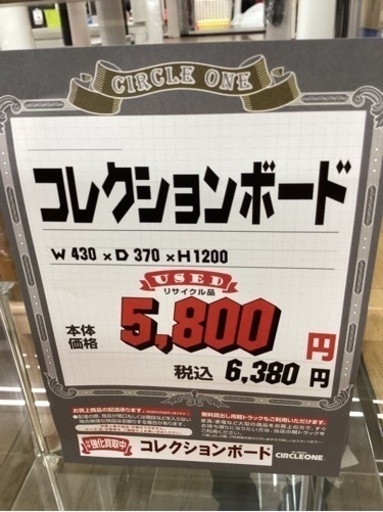 CIRCLE ONE
コレクションボード
W 430 × D 370 × H1200
USED
リサイクル品
本体価格 5,800 円
税込 6,380 円
お買上商品の配送承ります。
無料貸出し用軽トラックもご利用いただけます。
強化買取中 コレクションボード
CIRCLEONE